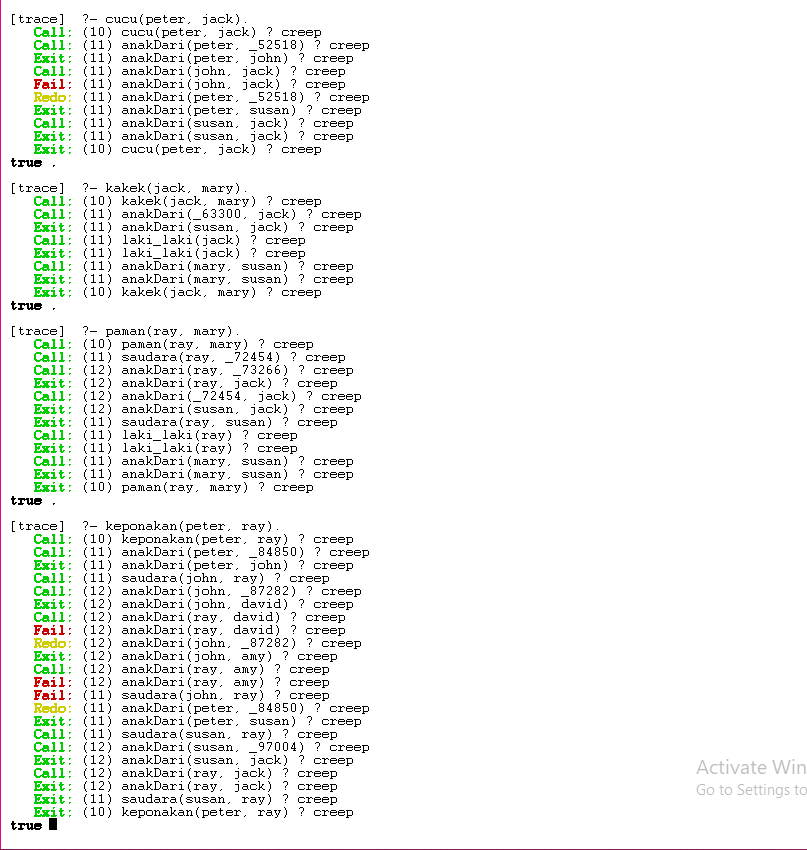 [trace]  ?- cucu(peter, jack).
   Call: (10) cucu(peter, jack) ? creep
   Call: (11) anakDari(peter, _52518) ? creep
   Exit: (11) anakDari(peter, john) ? creep
   Call: (11) anakDari(john, jack) ? creep
   Fail: (11) anakDari(john, jack) ? creep
   Redo: (11) anakDari(peter, _52518) ? creep
   Exit: (11) anakDari(peter, susan) ? creep
   Call: (11) anakDari(susan, jack) ? creep
   Exit: (11) anakDari(susan, jack) ? creep
   Exit: (10) cucu(peter, jack) ? creep
true .
[trace]  ?- kakek(jack, mary).
   Call: (10) kakek(jack, mary) ? creep
   Call: (11) anakDari(_63300, jack) ? creep
   Exit: (11) anakDari(susan, jack) ? creep
   Call: (11) laki_laki(jack) ? creep
   Exit: (11) laki_laki(jack) ? creep
   Call: (11) anakDari(mary, susan) ? creep
   Exit: (11) anakDari(mary, susan) ? creep
   Exit: (10) kakek(jack, mary) ? creep
true .
[trace]  ?- paman(ray, mary).
   Call: (10) paman(ray, mary) ? creep
   Call: (11) saudara(ray, _72454) ? creep
   Call: (12) anakDari(ray, _73266) ? creep
   Exit: (12) anakDari(ray, jack) ? creep
   Call: (12) anakDari(_72454, jack) ? creep
   Exit: (12) anakDari(susan, jack) ? creep
   Exit: (11) saudara(ray, susan) ? creep
   Call: (11) laki_laki(ray) ? creep
   Exit: (11) laki_laki(ray) ? creep
   Call: (11) anakDari(mary, susan) ? creep
   Exit: (11) anakDari(mary, susan) ? creep
   Exit: (10) paman(ray, mary) ? creep
true .
[trace]  ?- keponakan(peter, ray).
   Call: (10) keponakan(peter, ray) ? creep
   Call: (11) anakDari(peter, _84850) ? creep
   Exit: (11) anakDari(peter, john) ? creep
   Call: (11) saudara(john, ray) ? creep
   Call: (12) anakDari(john, _87282) ? creep
   Exit: (12) anakDari(john, david) ? creep
   Call: (12) anakDari(ray, david) ? creep
   Fail: (12) anakDari(ray, david) ? creep
   Redo: (12) anakDari(john, _87282) ? creep
   Exit: (12) anakDari(john, amy) ? creep
   Call: (12) anakDari(ray, amy) ? creep
   Fail: (12) anakDari(ray, amy) ? creep
   Fail: (11) saudara(john, ray) ? creep
   Redo: (11) anakDari(peter, _84850) ? creep
   Exit: (11) anakDari(peter, susan) ? creep
   Call: (11) saudara(susan, ray) ? creep
   Call: (12) anakDari(susan, _97004) ? creep
   Exit: (12) anakDari(susan, jack) ? creep
   Call: (12) anakDari(ray, jack) ? creep
   Exit: (12) anakDari(ray, jack) ? creep
   Exit: (11) saudara(susan, ray) ? creep
   Exit: (10) keponakan(peter, ray) ? creep
true
Activate Win
Go to Settings to